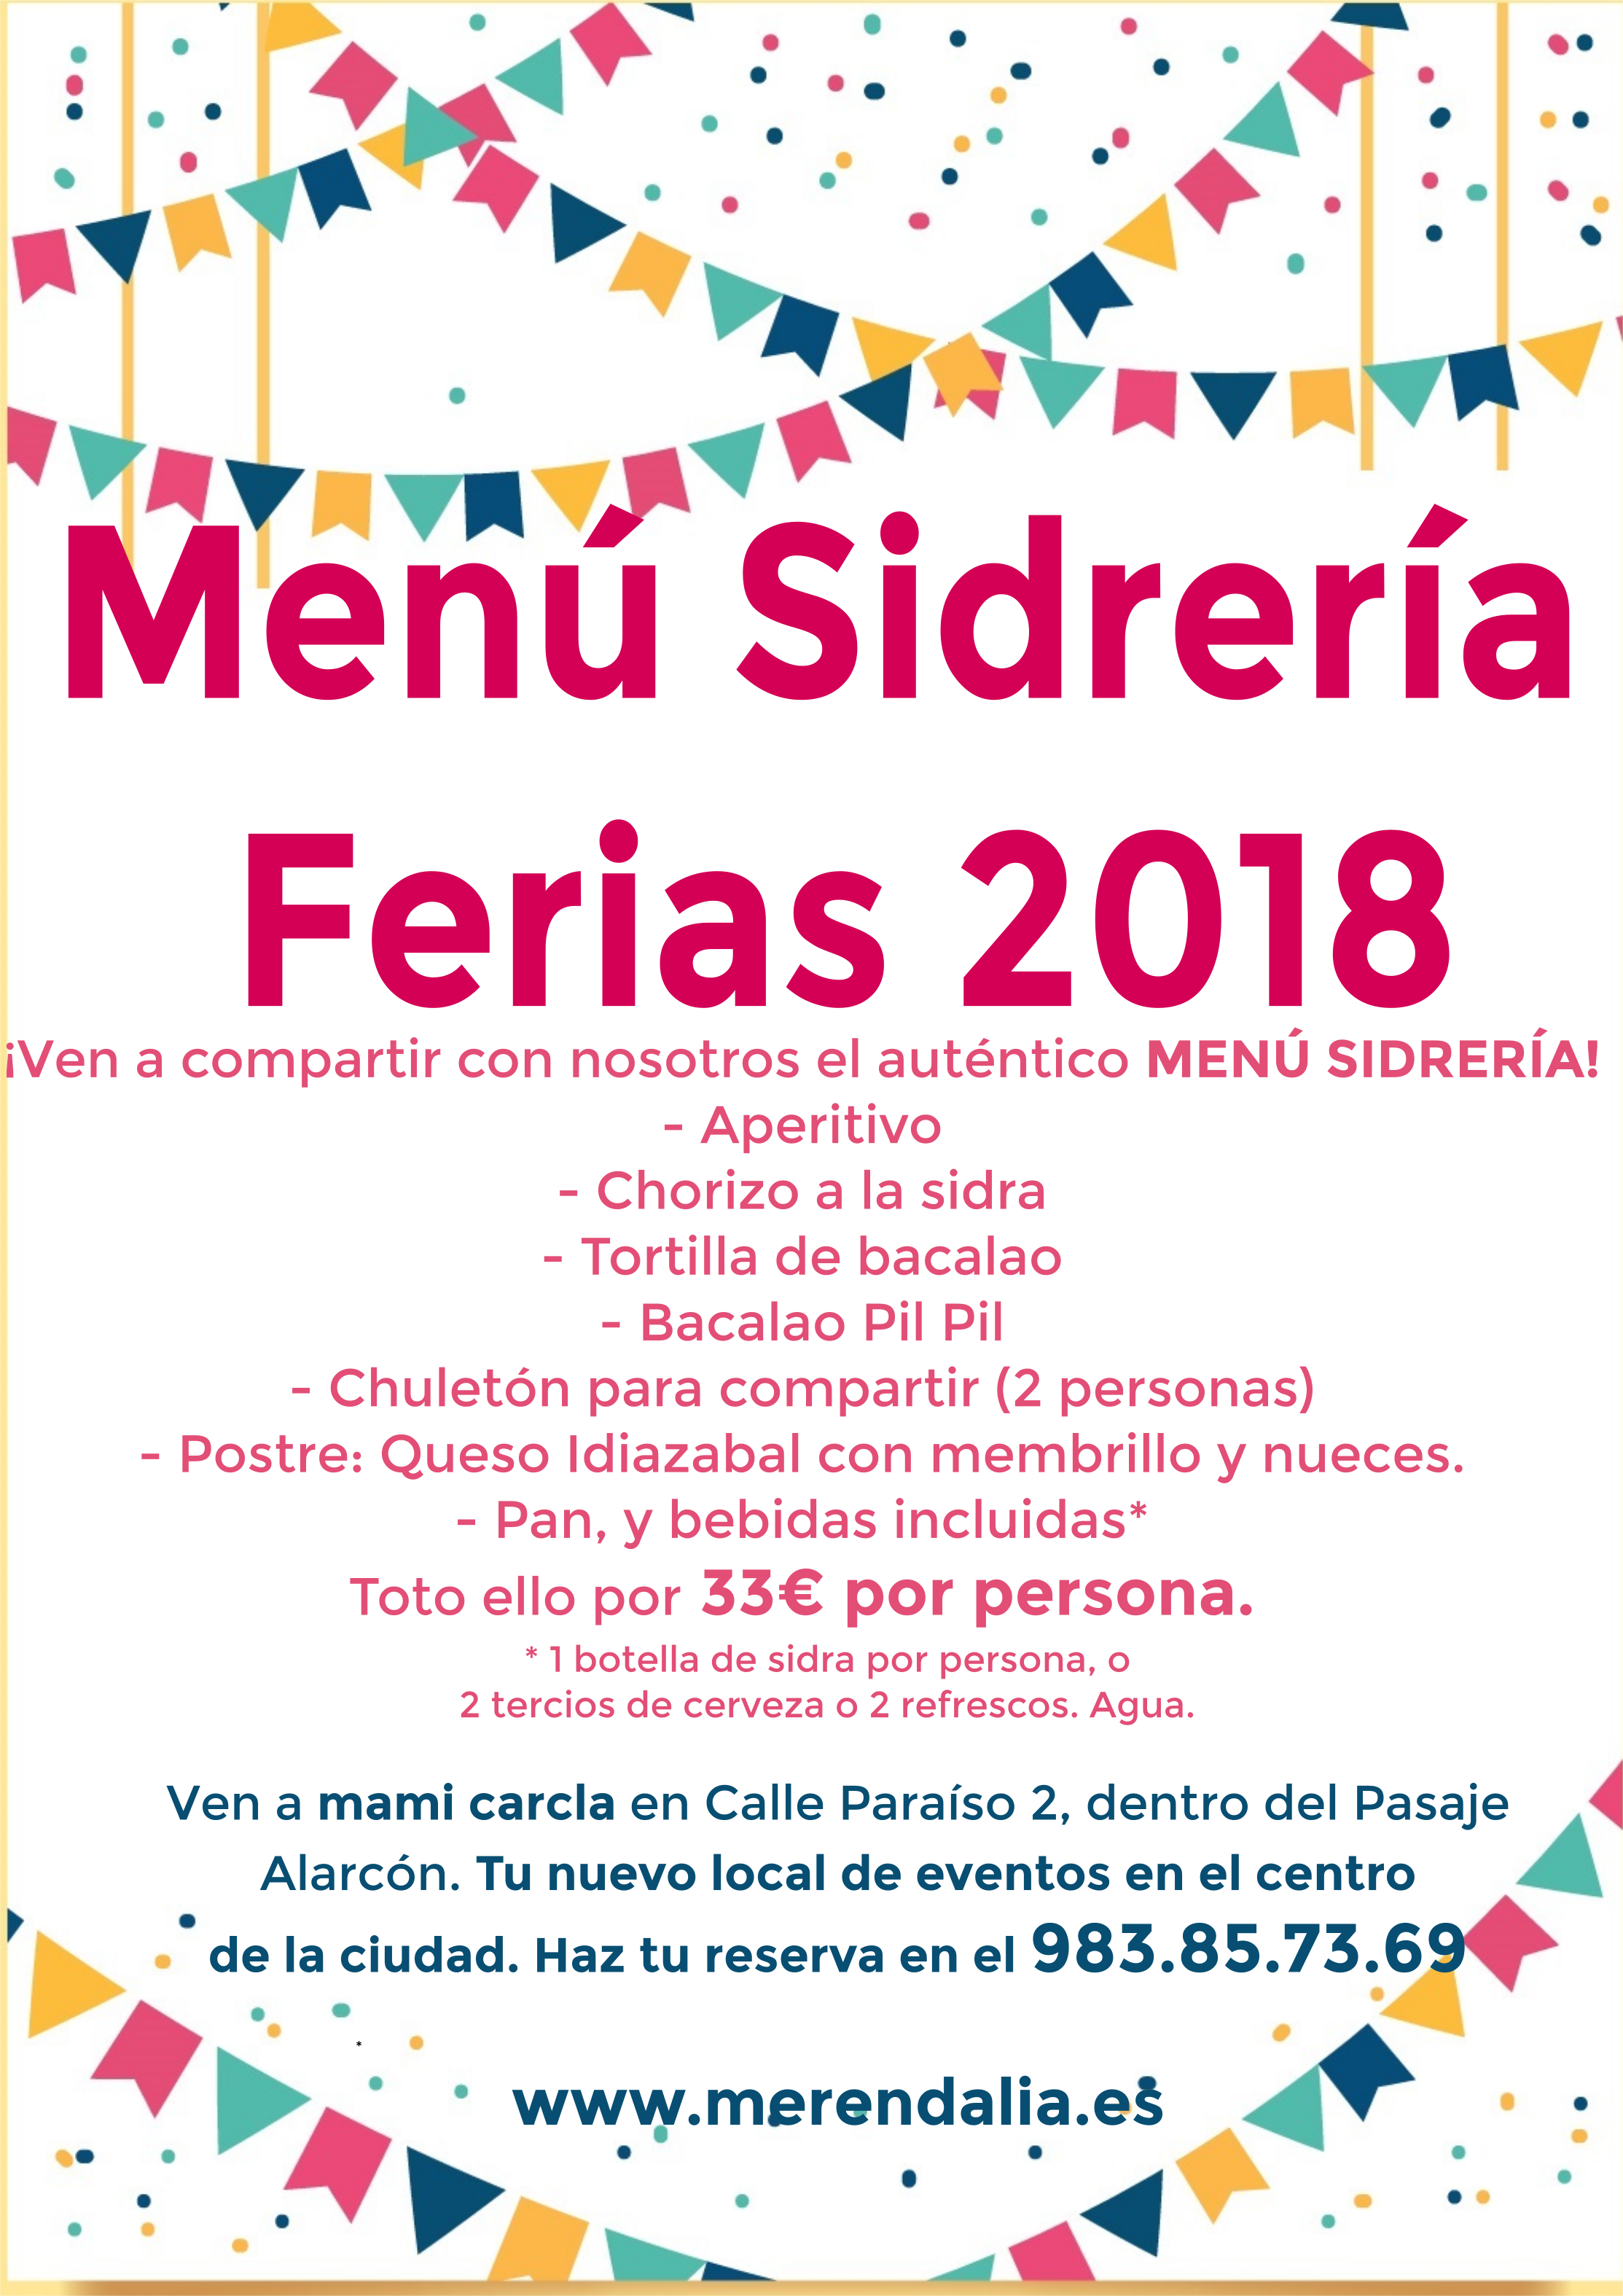 Menú Sidrería
Ferias 2018
¡Ven a compartir con nosotros el auténtico MENÚ SIDRERÍA!
- Aperitivo
- Chorizo a la sidra
- Tortilla de bacalao
- Bacalao Pil Pil
- Chuletón para compartir (2 personas)
- Postre: Queso Idiazabal con membrillo y nueces.
- Pan, y bebidas incluidas*
Toto ello por 33€ por persona.
* 1 botella de sidra por persona, o
2 tercios de cerveza o 2 refrescos. Agua.
Ven a mami carcla en Calle Paraíso 2, dentro del Pasaje
Alarcón. Tu nuevo local de eventos en el centro
de la ciudad. Haz tu reserva en el 983.85.73.69
*
www.merendalia.es